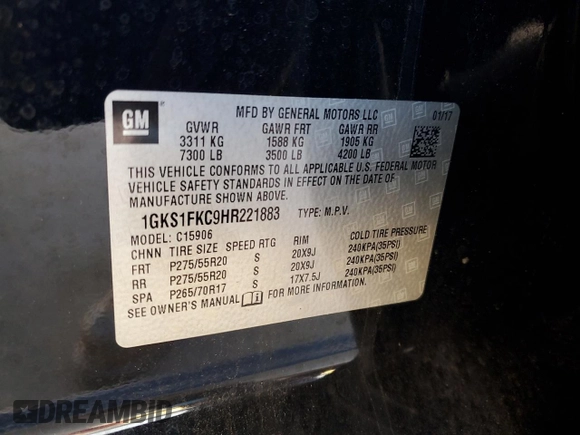 GM
MFD BY GENERAL MOTORS LLC 01/17
GVWR GAWR FRT GAWR RR
3311 KG 1588 KG 1905 KG
7300 LB 3500 LB 4200 LB
THIS VEHICLE CONFORMS TO ALL APPLICABLE U.S. FEDERAL MOTOR
VEHICLE SAFETY STANDARDS IN EFFECT ON THE DATE OF
MANUFACTURE SHOWN ABOVE.
1GKS1FKC9HR221883 TYPE: M.P.V.
MODEL: C15906
CHNN TIRE SIZE SPEED RTG RIM COLD TIRE PRESSURE
FRT P275/55R20 S 20X9J 240KPA(35PSI)
RR P275/55R20 S 20X9J 240KPA(35PSI)
SPA P265/70R17 S 17X7.5J 240KPA(35PSI)
SEE OWNER'S MANUAL FOR MORE INFORMATION.
DREAMBID